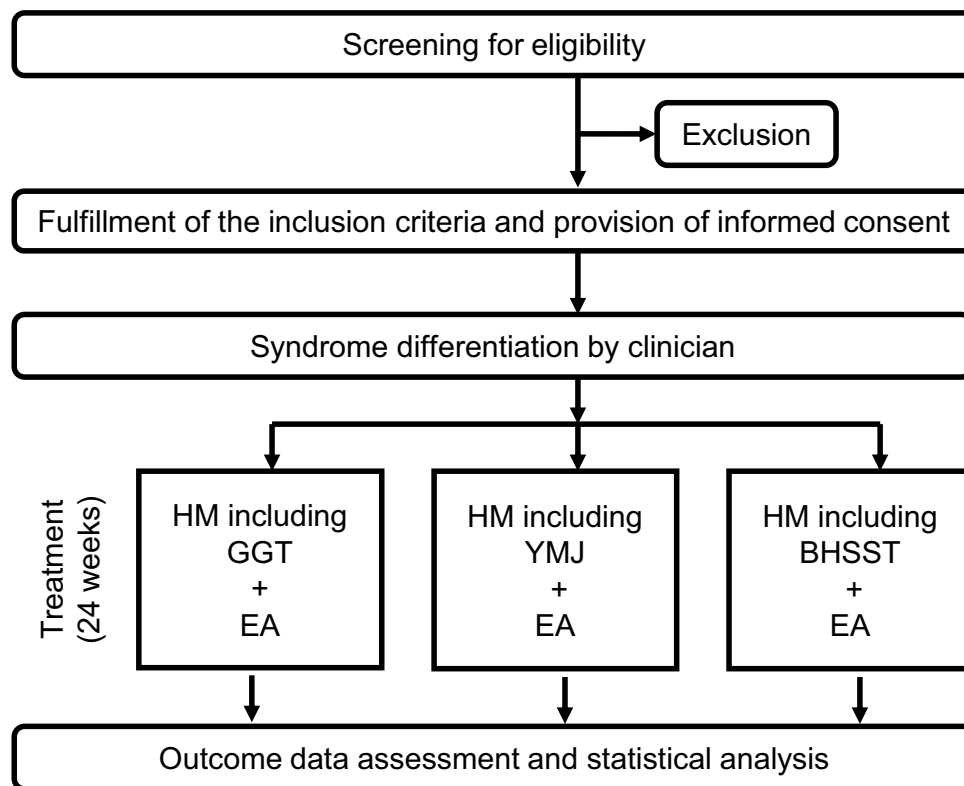 Screening for eligibility
Exclusion
Fulfillment of the inclusion criteria and provision of informed consent
Syndrome differentiation by clinician
Treatment
(24 weeks)
HM including
GGT
+
EA
HM including
YMJ
+
EA
HM including
BHSST
+
EA
Outcome data assessment and statistical analysis